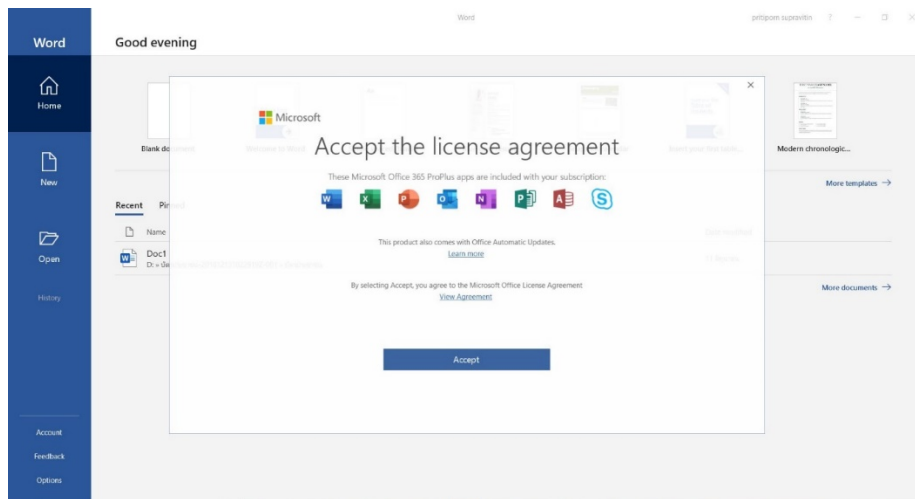 Word
pitiporn supravitin ?
Word
Good evening
Home
New
Open
History
Account
Feedback
Options
Blank do
Modern chronologic...
More templates →
Recent
Name
Doc1
D: »
More documents →
Microsoft
Accept the license agreement
These Microsoft Office 365 ProPlus apps are included with your subscription:
This product also comes with Office Automatic Updates.
Learn more
By selecting Accept, you agree to the Microsoft Office License Agreement
View Agreement
Accept